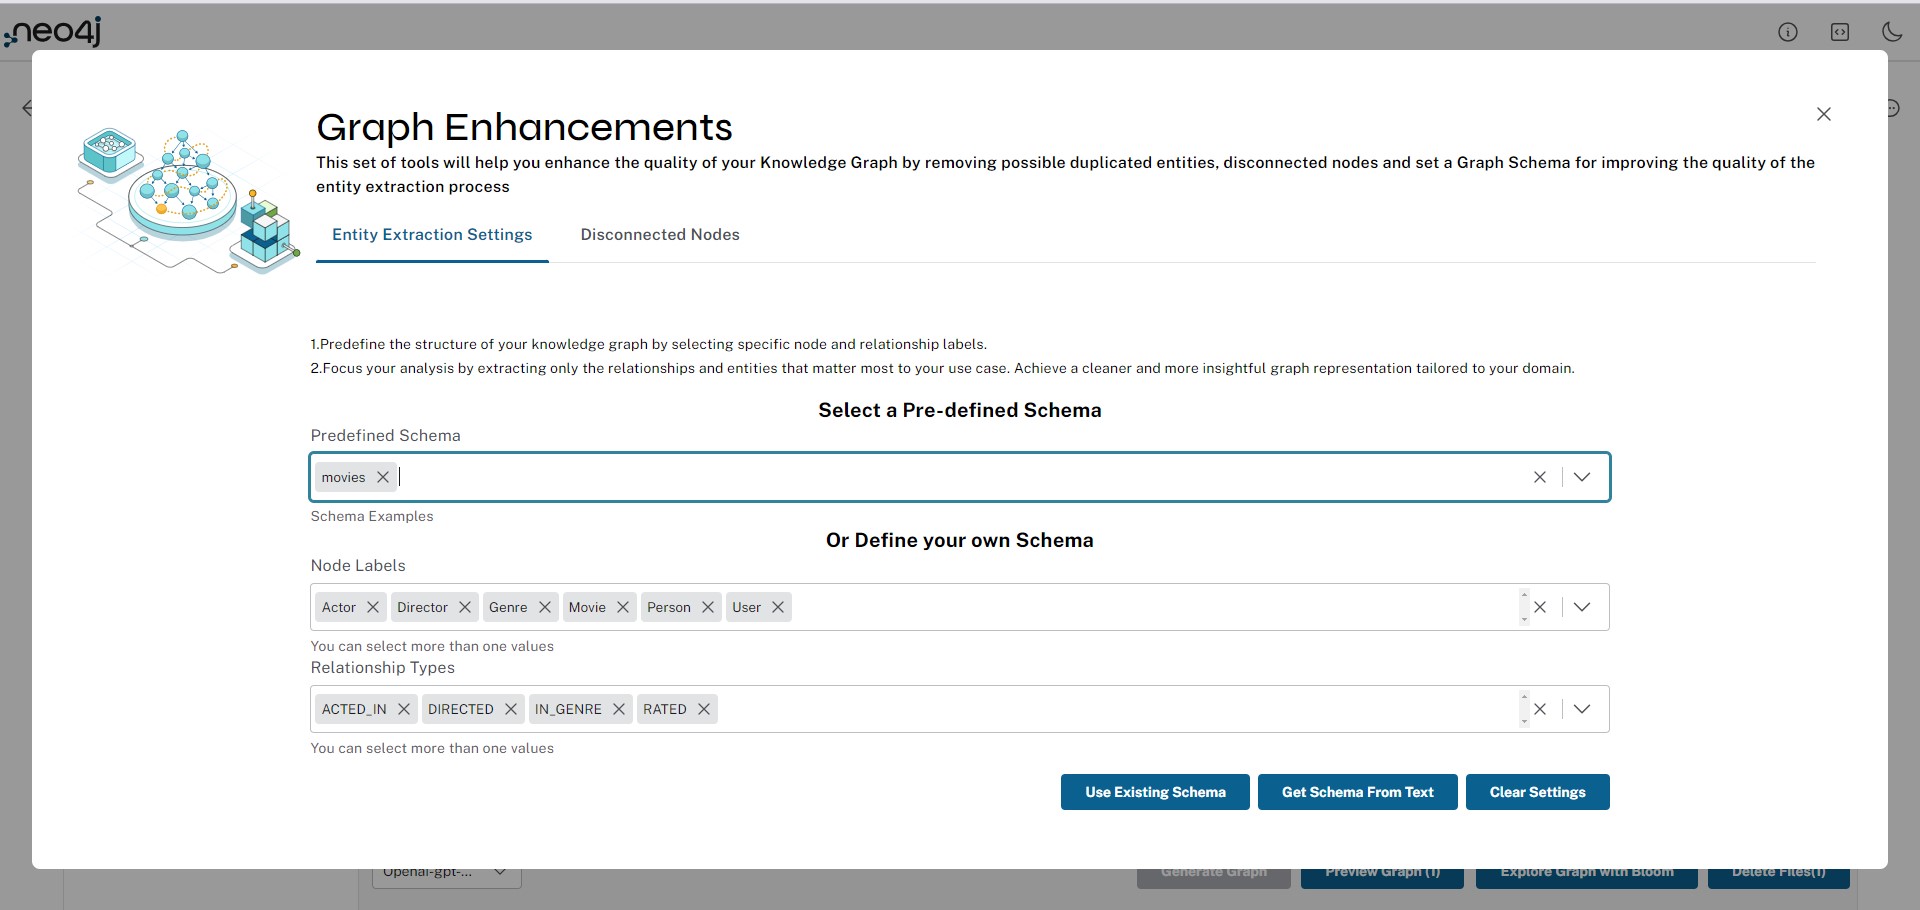 neo4j
Graph Enhancements
This set of tools will help you enhance the quality of your Knowledge Graph by removing possible duplicated entities, disconnected nodes and set a Graph Schema for improving the quality of the
entity extraction process
Entity Extraction Settings Disconnected Nodes
1.Predefine the structure of your knowledge graph by selecting specific node and relationship labels.
2.Focus your analysis by extracting only the relationships and entities that matter most to your use case. Achieve a cleaner and more insightful graph representation tailored to your domain.
Select a Pre-defined Schema
Predefined Schema
movies
Schema Examples
Or Define your own Schema
Node Labels
Actor Director Genre Movie Person User
You can select more than one values
Relationship Types
ACTED_IN DIRECTED IN_GENRE RATED
You can select more than one values
Use Existing Schema Get Schema From Text Clear Settings
Openai-gpt-... Generate Graph Preview Graph (1) Explore Graph with Bloom Delete Files(1)